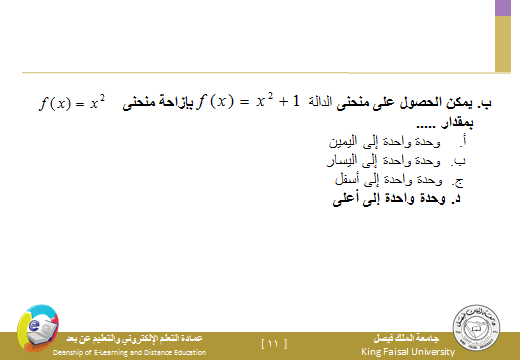 ب. يمكن الحصول على منحنى الدالة f(x) = x² + 1 بإزاحة منحنى f(x) = x²
بمقدار .....
أ. وحدة واحدة إلى اليمين
ب. وحدة واحدة إلى اليسار
ج. وحدة واحدة إلى أسفل
د. وحدة واحدة إلى أعلى
جامعة الملك فيصل
King Faisal University
[ ١١ ]
عمادة التعلم الإلكتروني والتعليم عن بعد
Deanship of E-Learning and Distance Education